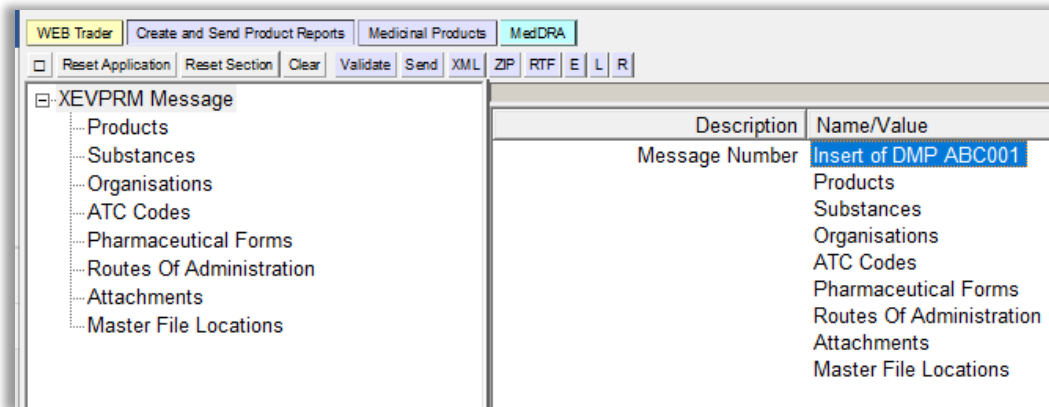 WEB Trader Create and Send Product Reports Medicinal Products MedDRA
Reset Application Reset Section Clear Validate Send XML ZIP RTF E L R
XEVPRM Message
Products
Substances
Organisations
ATC Codes
Pharmaceutical Forms
Routes Of Administration
Attachments
Master File Locations
Description Name/Value
Message Number Insert of DMP ABC001
Products
Substances
Organisations
ATC Codes
Pharmaceutical Forms
Routes Of Administration
Attachments
Master File Locations